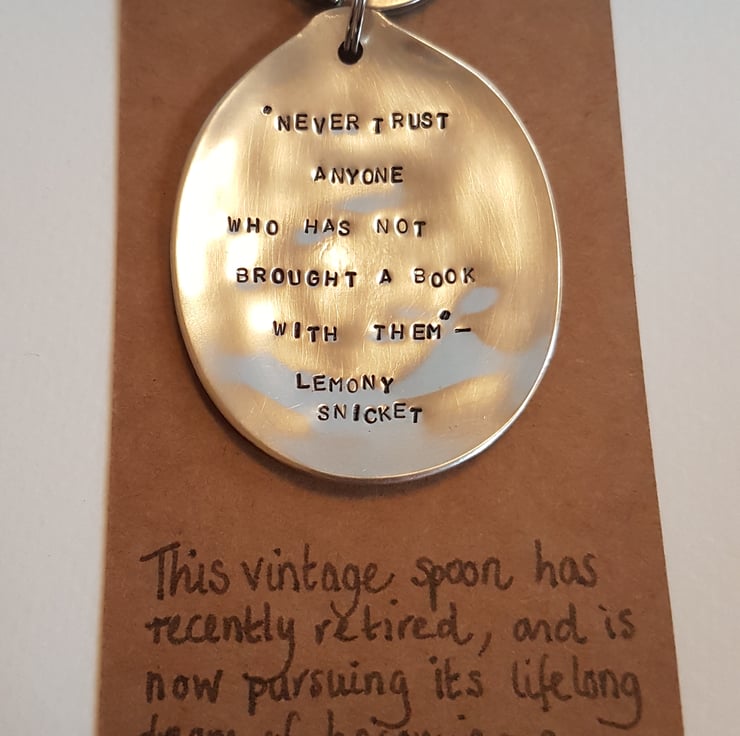 "NEVER TRUST
ANYONE
WHO HAS NOT
BROUGHT A BOOK
WITH THEM"-
LEMONY
SNICKET
This vintage spoon has
recently retired, and is
now pursuing its lifelong